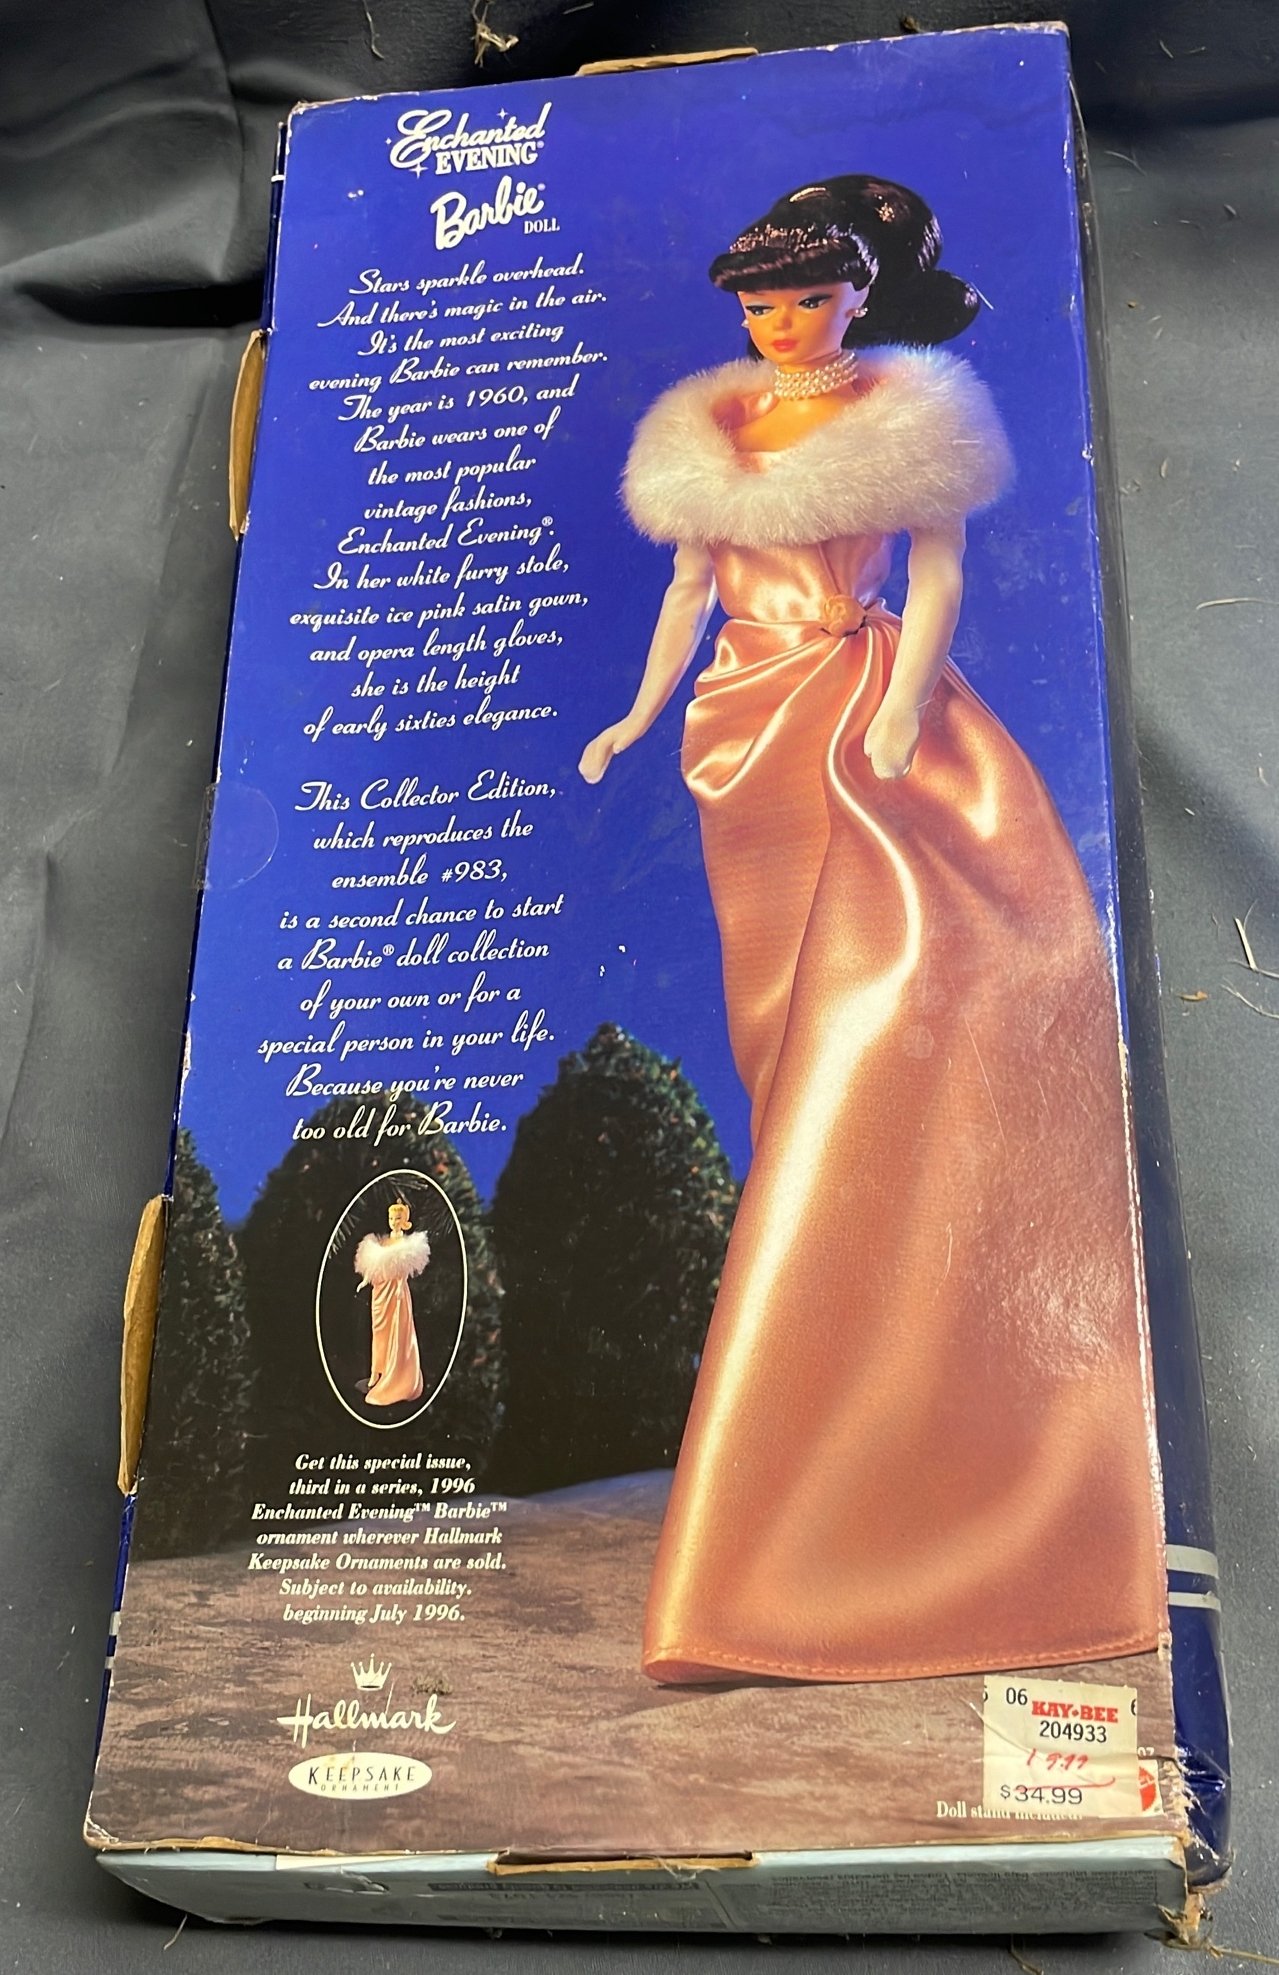 Enchanted
EVENING®
Barbie®
DOLL
Stars sparkle overhead.
And there's magic in the air.
It's the most exciting
evening Barbie can remember.
The year is 1960, and
Barbie wears one of
the most popular
vintage fashions,
Enchanted Evening®.
In her white furry stole,
exquisite ice pink satin gown,
and opera length gloves,
she is the height
of early sixties elegance.
This Collector Edition,
which reproduces the
ensemble #983,
is a second chance to start
a Barbie® doll collection
of your own or for a
special person in your life.
Because you're never
too old for Barbie.
Get this special issue,
third in a series, 1996
Enchanted Evening™ Barbie™
ornament wherever Hallmark
Keepsake Ornaments are sold.
Subject to availability.
beginning July 1996.
Hallmark
KEEPSAKE
ORNAMENT
06
KAY•BEE
204933
$34.99
Doll